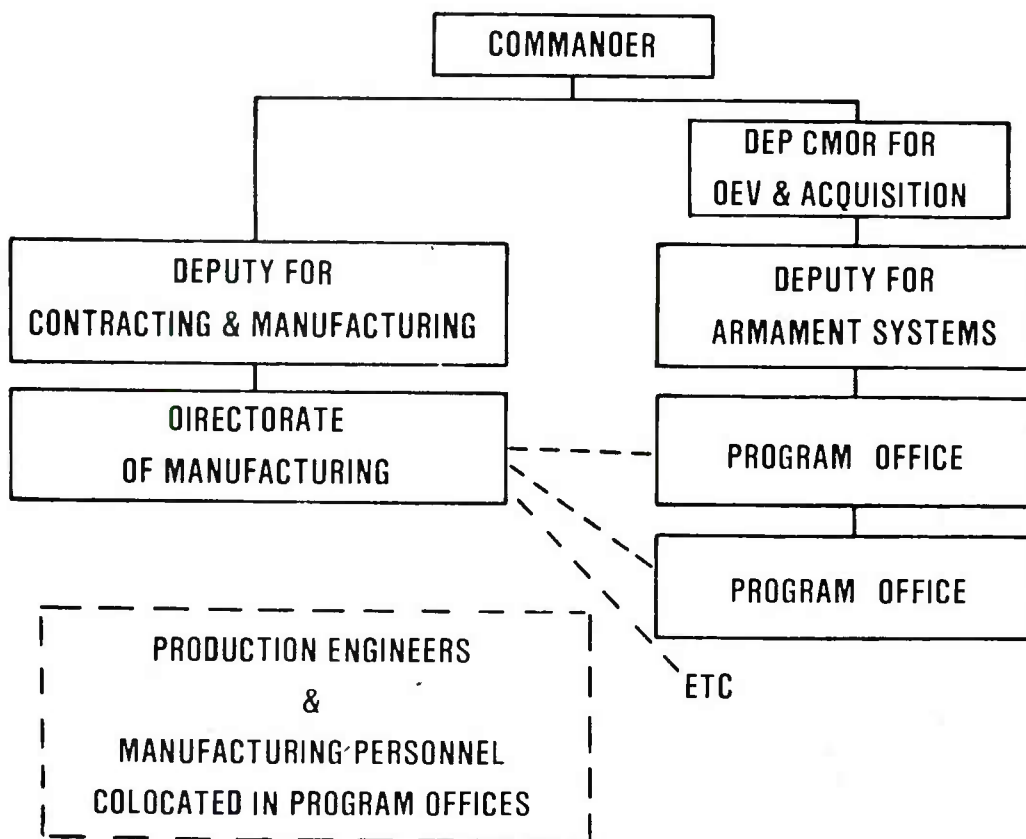 COMMANOER
DEP CMOR FOR
OEV & ACQUISITION
DEPUTY FOR
CONTRACTING & MANUFACTURING
DEPUTY FOR
ARMAMENT SYSTEMS
OIRECTORATE
OF MANUFACTURING
PROGRAM OFFICE
PROGRAM OFFICE
ETC
PRODUCTION ENGINEERS
&
MANUFACTURING PERSONNEL
COLOCATED IN PROGRAM OFFICES